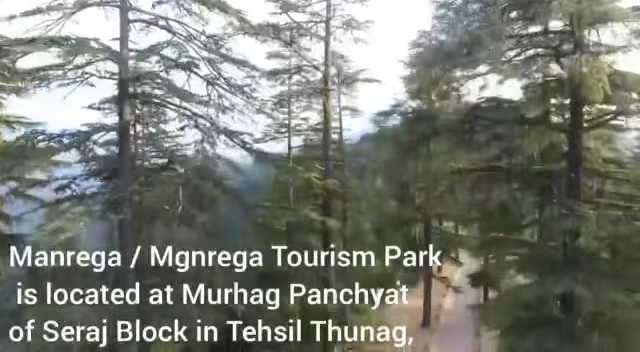 Manrega / Mgnrega Tourism Park
is located at Murhag Panchyat
of Seraj Block in Tehsil Thunag,